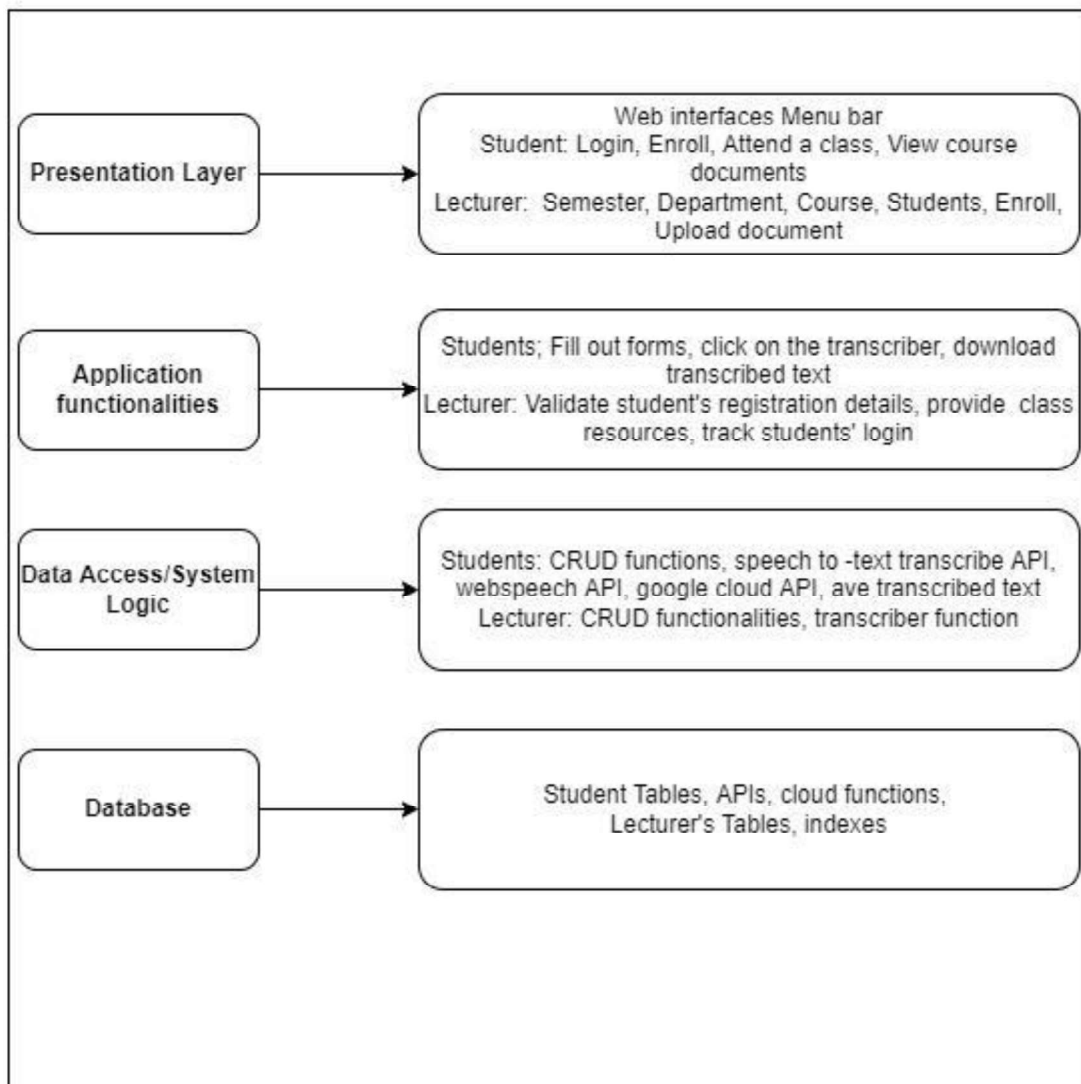 Presentation Layer
Web interfaces Menu bar
Student: Login, Enroll, Attend a class, View course
documents
Lecturer: Semester, Department, Course, Students, Enroll,
Upload document
Application
functionalities
Students; Fill out forms, click on the transcriber, download
transcribed text
Lecturer: Validate student's registration details, provide class
resources, track students' login
Data Access/System
Logic
Students: CRUD functions, speech to -text transcribe API,
webspeech API, google cloud API, ave transcribed text
Lecturer: CRUD functionalities, transcriber function
Database
Student Tables, APIs, cloud functions,
Lecturer's Tables, indexes